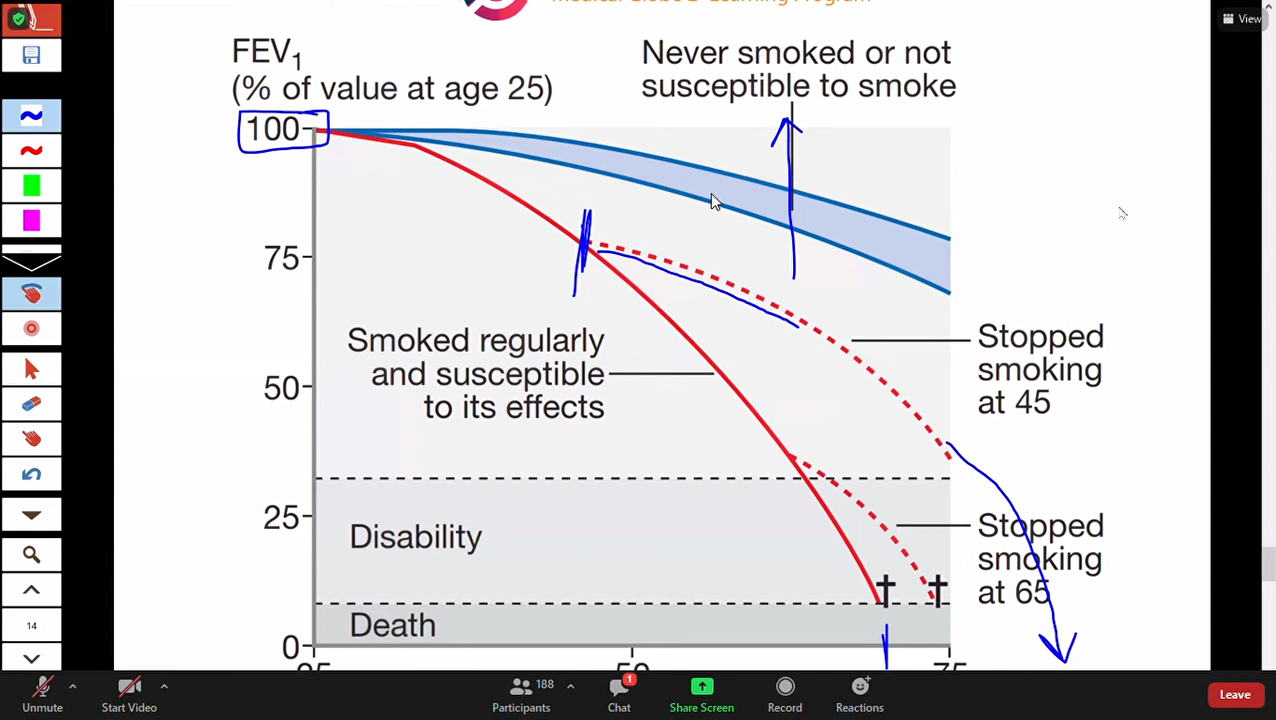 Medical Globe E-Learning Program
View
FEV1
(% of value at age 25)
Never smoked or not
susceptible to smoke
100
75
50
25
0
Smoked regularly
and susceptible
to its effects
Stopped
smoking
at 45
Disability
Stopped
smoking
at 65
Death
25
50
75
14
Unmute
Start Video
188
Participants
1
Chat
Share Screen
Record
Reactions
Leave